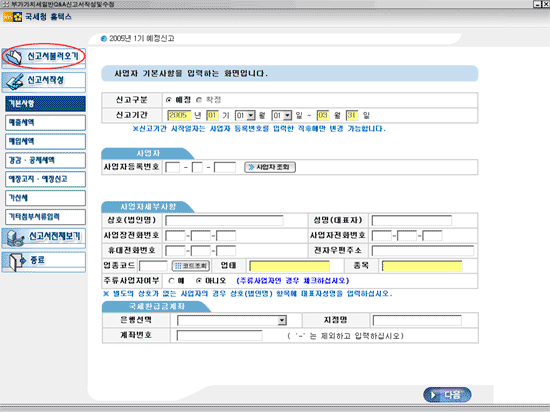 부가가치세일반Q&A신고서작성및수정
국세청 홈텍스
신고서불러오기
신고서작성
기본사항
매출세액
매입세액
경감·공제세액
예정고지·예정신고
가산세
기타첨부서류입력
신고서전체보기
종료
2005년 1기 예정신고
사업자 기본사항을 입력하는 화면입니다.
신고구분 예정 확정
신고기간 2005 년 01 기 01 월 01 일 - 03 월 31 일
※신고기간 시작일자는 사업자 등록번호를 입력한 직후에만 변경 가능합니다.
사업자
사업자등록번호 - - 사업자 조회
사업자세부사항
상호(법인명) 성명(대표자)
사업장전화번호 - - 사업자전화번호 - -
휴대전화번호 - - 전자우편주소
업종코드 코드조회 업태 종목
주류사업자여부 예 아니오 (주류사업자만 경우 체크하십시오)
※ 별도의 상호가 없는 사업자의 경우 상호(법인명) 항목에 대표자성명을 입력하십시오.
국세환급금계좌
은행선택 지점명
계좌번호 ( '-' 는 제외하고 입력하십시오)
다음